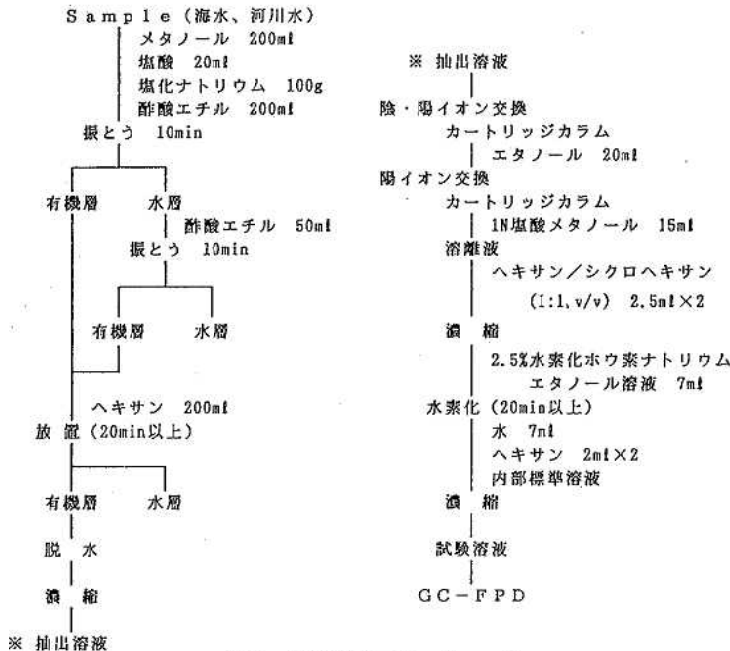 Sample(海水、河川水)
メタノール 200ml
塩酸 20ml
塩化ナトリウム 100g
酢酸エチル 200ml
振とう 10min
有機層 水層
酢酸エチル 50ml
振とう 10min
有機層 水層
ヘキサン 200ml
放置(20min以上)
有機層 水層
脱水
濃縮
※ 抽出溶液
※ 抽出溶液
陰・陽イオン交換
カートリッジカラム
エタノール 20ml
陽イオン交換
カートリッジカラム
1N塩酸メタノール 15ml
溶離液
ヘキサン/シクロヘキサン
(1:1,v/v) 2.5ml×2
濃縮
2.5%水素化ホウ素ナトリウム
エタノール溶液 7ml
水素化(20min以上)
水 7ml
ヘキサン 2ml×2
内部標準溶液
濃縮
試験溶液
GC-FPD